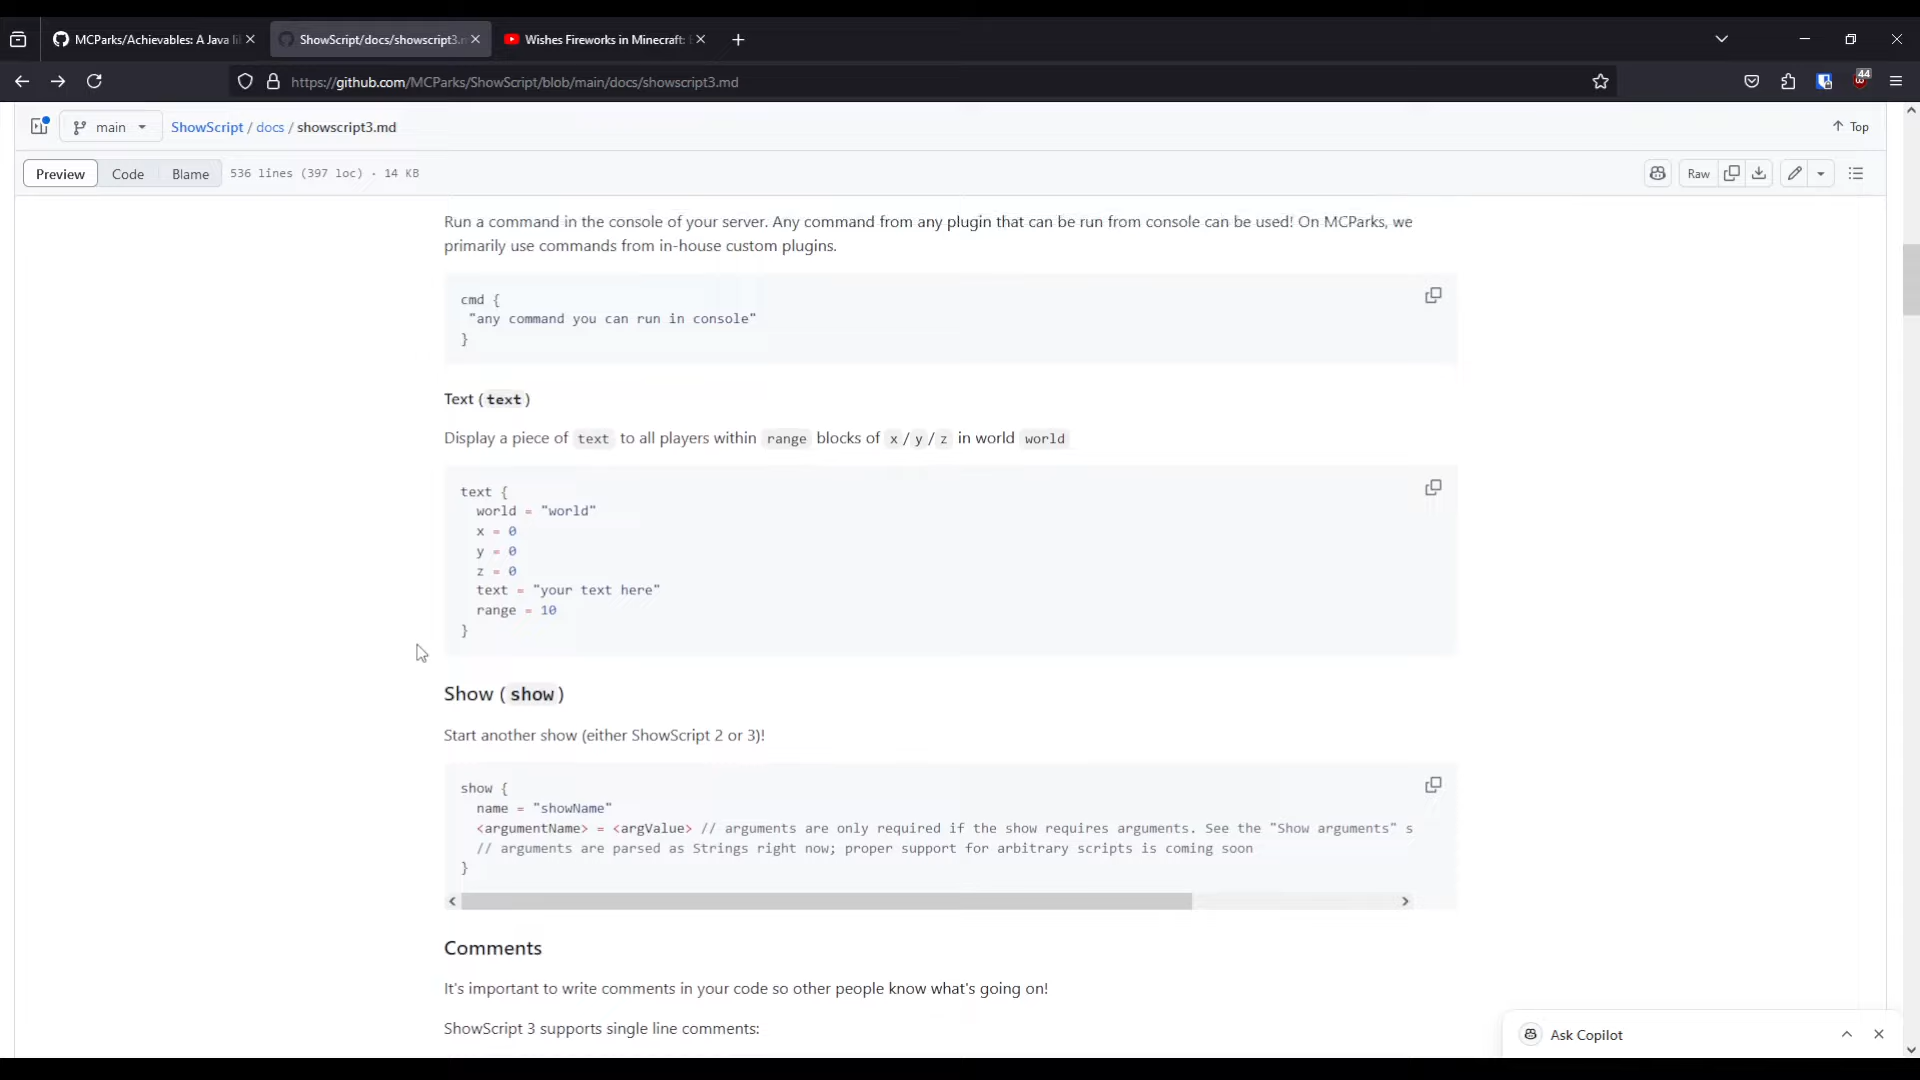 MCParks/Achievables: A Java li
ShowScript/docs/showscript3.m
Wishes Fireworks in Minecraft:
https://github.com/MCParks/ShowScript/blob/main/docs/showscript3.md
44
main
ShowScript / docs / showscript3.md
Top
Preview
Code
Blame
536 lines (397 loc) · 14 KB
Raw
Run a command in the console of your server. Any command from any plugin that can be run from console can be used! On MCParks, we
primarily use commands from in-house custom plugins.
cmd {
"any command you can run in console"
}
Text (text)
Display a piece of text to all players within range blocks of x / y / z in world world
text {
world = "world"
x = 0
y = 0
z = 0
text = "your text here"
range = 10
}
Show (show)
Start another show (either ShowScript 2 or 3)!
show {
name = "showName"
<argumentName> = <argValue> // arguments are only required if the show requires arguments. See the "Show arguments" s
// arguments are parsed as Strings right now; proper support for arbitrary scripts is coming soon
}
Comments
It's important to write comments in your code so other people know what's going on!
ShowScript 3 supports single line comments:
Ask Copilot